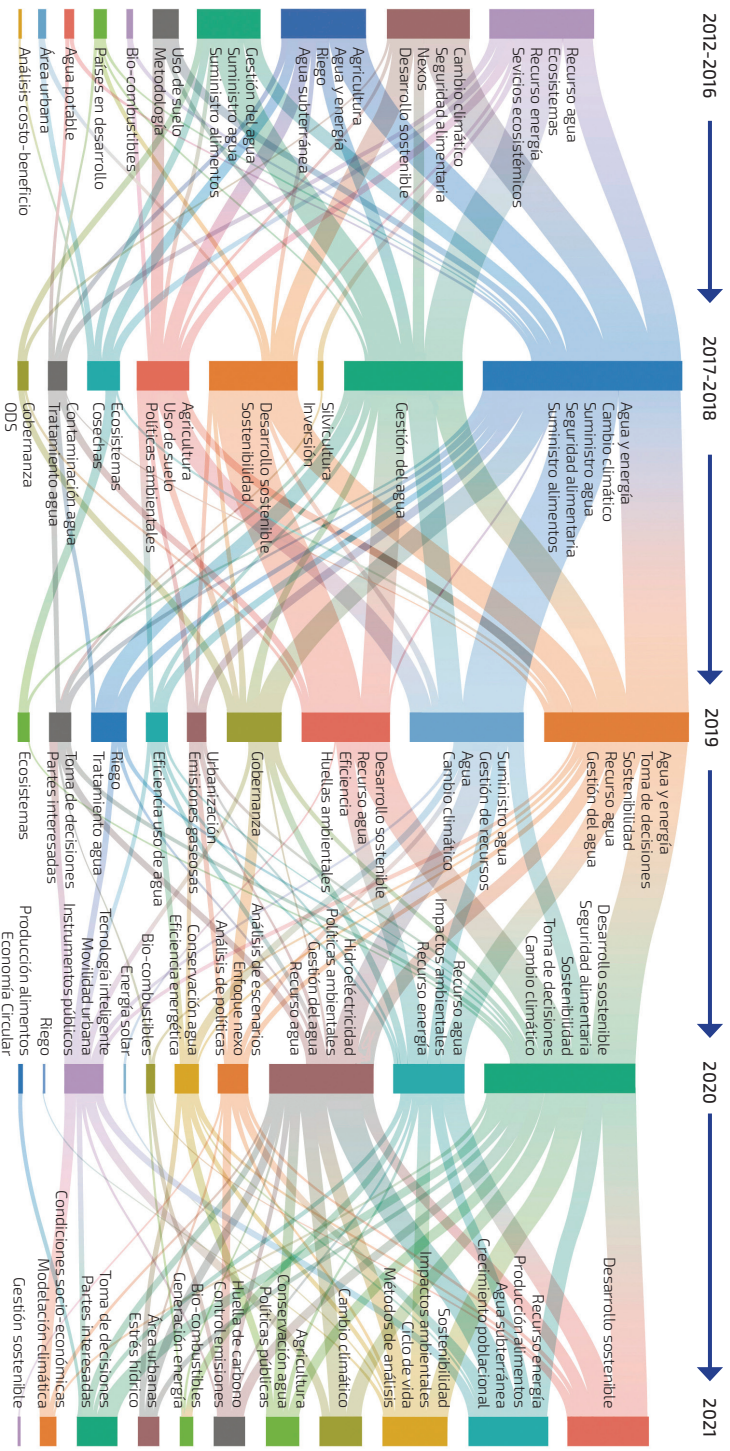 2012-2016
2017-2018
2019
2020
2021
Recurso agua
Ecosistemas
Recurso energía
Sevicios ecosistémicos
Cambio climático
Seguridad alimentaria
Nexos
Desarrollo sostenible
Agricultura
Agua y energía
Riego
Agua subterránea
Gestión del agua
Suministro agua
Suministro alimentos
Uso de suelo
Metodología
Bio-combustibles
Países en desarrollo
Agua potable
Área urbana
Análisis costo-beneficio
Agua y energía
Cambio climático
Suministro agua
Seguridad alimentaria
Suministro alimentos
Gestión del agua
Silvicultura
Inversión
Desarrollo sostenible
Sostenibilidad
Agricultura
Uso de suelo
Políticas ambientales
Ecosistemas
Cosechas
Contaminación agua
Tratamiento agua
Gobernanza
ODS
Agua y energía
Toma de decisiones
Sostenibilidad
Recurso agua
Gestión del agua
Suministro agua
Gestión de recursos
Agua
Cambio climático
Desarrollo sostenible
Recurso agua
Eficiencia
Huellas ambientales
Gobernanza
Urbanización
Emisiones gaseosas
Eficiencia uso de agua
Riego
Tratamiento agua
Toma de decisiones
Partes interesadas
Ecosistemas
Desarrollo sostenible
Seguridad alimentaria
Sostenibilidad
Toma de decisiones
Cambio climático
Recurso agua
Impactos ambientales
Recurso energía
Hidroeléctricidad
Políticas ambientales
Gestión del agua
Recurso agua
Análisis de escenarios
Enfoque nexo
Análisis de políticas
Conservación agua
Eficiencia energética
Bio-combustibles
Energía solar
Tecnología inteligente
Movilidad urbana
Instrumentos públicos
Riego
Producción alimentos
Economía Circular
Desarrollo sostenible
Recurso energía
Producción alimentos
Agua subterránea
Crecimiento poblacional
Sostenibilidad
Impactos ambientales
Ciclo de vida
Métodos de análisis
Cambio climático
Agricultura
Conservación agua
Políticas públicas
Huella de carbono
Control emisiones
Bio-combustibles
Generación energía
Área urbanas
Estrés hídrico
Toma de decisiones
Partes interesadas
Condiciones socio-económicas
Modelación climática
Gestión sostenible